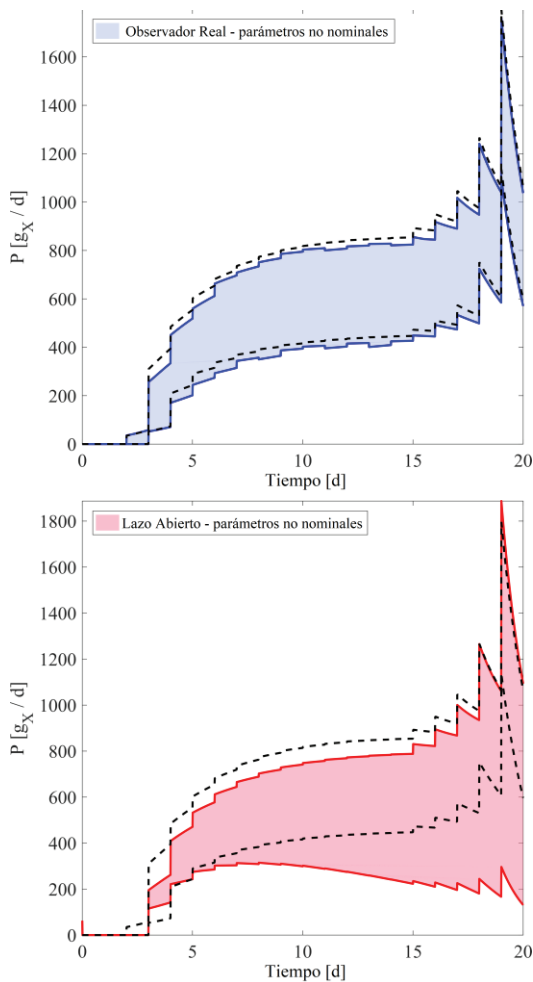 Observador Real - parámetros no nominales
1600
1400
1200
1000
800
600
400
200
0
P [g_X / d]
0 5 10 15 20
Tiempo [d]
Lazo Abierto - parámetros no nominales
1800
1600
1400
1200
1000
800
600
400
200
0
P [g_X / d]
0 5 10 15 20
Tiempo [d]